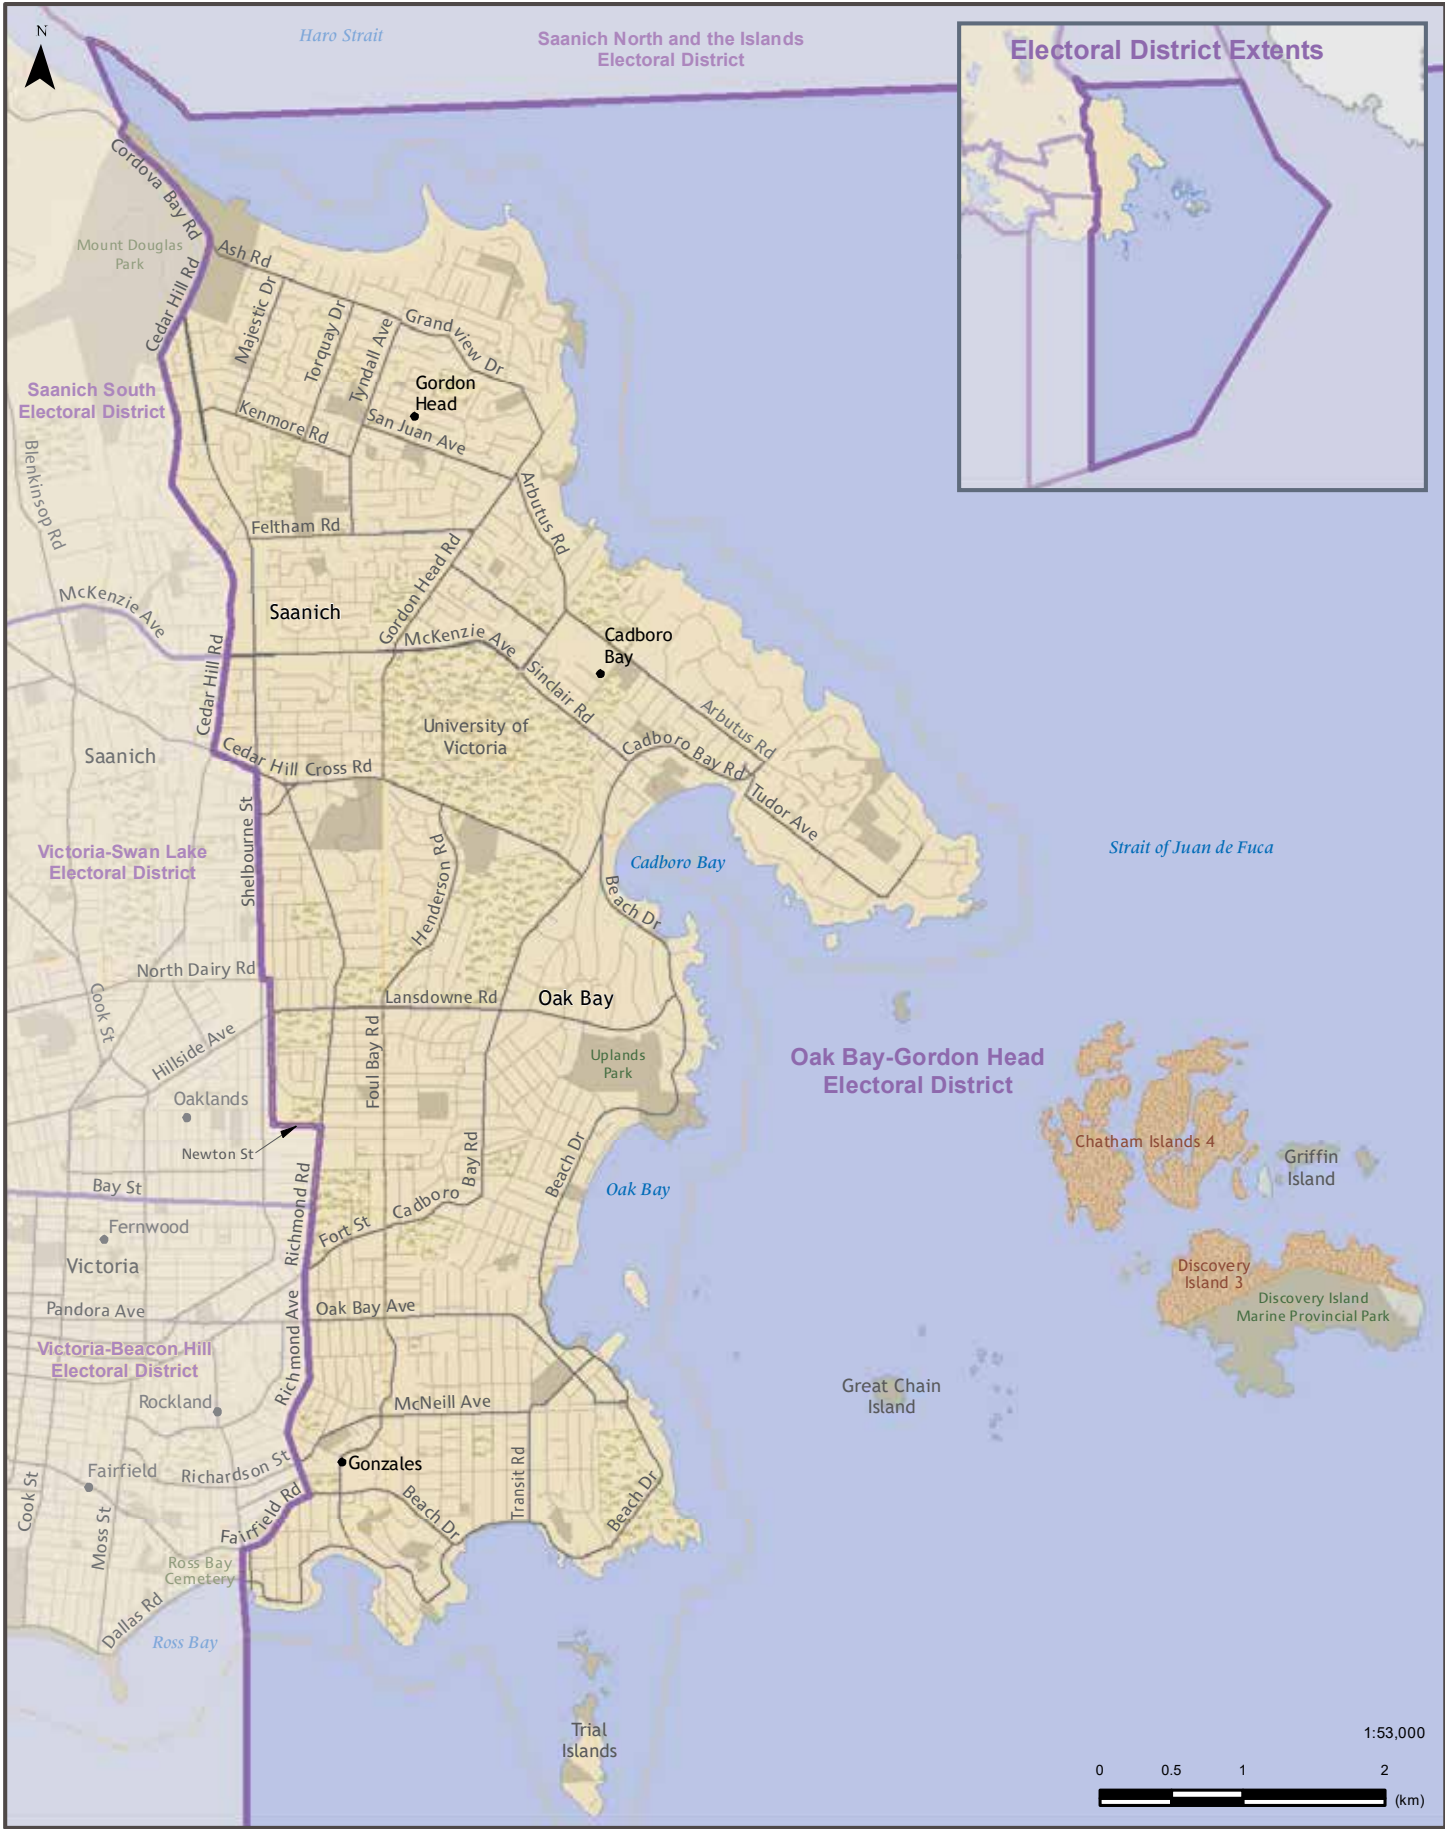 N
Haro Strait
Saanich North and the Islands
Electoral District
Electoral District Extents
Cordova Bay Rd
Mount Douglas
Park
Ash Rd
Cedar Hill Rd
Majestic Dr
Torquay Dr
Tyndall Ave
Grandview Dr
Gordon
Head
Saanich South
Electoral District
Kenmore Rd
San Juan Ave
Blenkinsop Rd
Arbutus Rd
Feltham Rd
Gordon Head Rd
McKenzie Ave
Saanich
McKenzie Ave
Cadboro
Bay
Cedar Hill Rd
Sinclair Rd
University of
Victoria
Arbutus Rd
Saanich
Cedar Hill Cross Rd
Cadboro Bay Rd
Tudor Ave
Shelbourne St
Victoria-Swan Lake
Electoral District
Henderson Rd
Cadboro Bay
Strait of Juan de Fuca
Beach Dr
North Dairy Rd
Lansdowne Rd
Oak Bay
Cook St
Hillside Ave
Foul Bay Rd
Uplands
Park
Oak Bay-Gordon Head
Electoral District
Oaklands
Newton St
Chatham Islands 4
Griffin
Island
Bay St
Richmond Rd
Cadboro Bay Rd
Beach Dr
Oak Bay
Fernwood
Fort St
Victoria
Discovery
Island 3
Discovery Island
Marine Provincial Park
Pandora Ave
Richmond Ave
Oak Bay Ave
Victoria-Beacon Hill
Electoral District
Rockland
McNeill Ave
Great Chain
Island
Fairfield
Richardson St
Gonzales
Cook St
Moss St
Fairfield Rd
Beach Dr
Transit Rd
Beach Dr
Ross Bay
Cemetery
Dallas Rd
Ross Bay
Trial
Islands
1:53,000
0 0.5 1 2
(km)